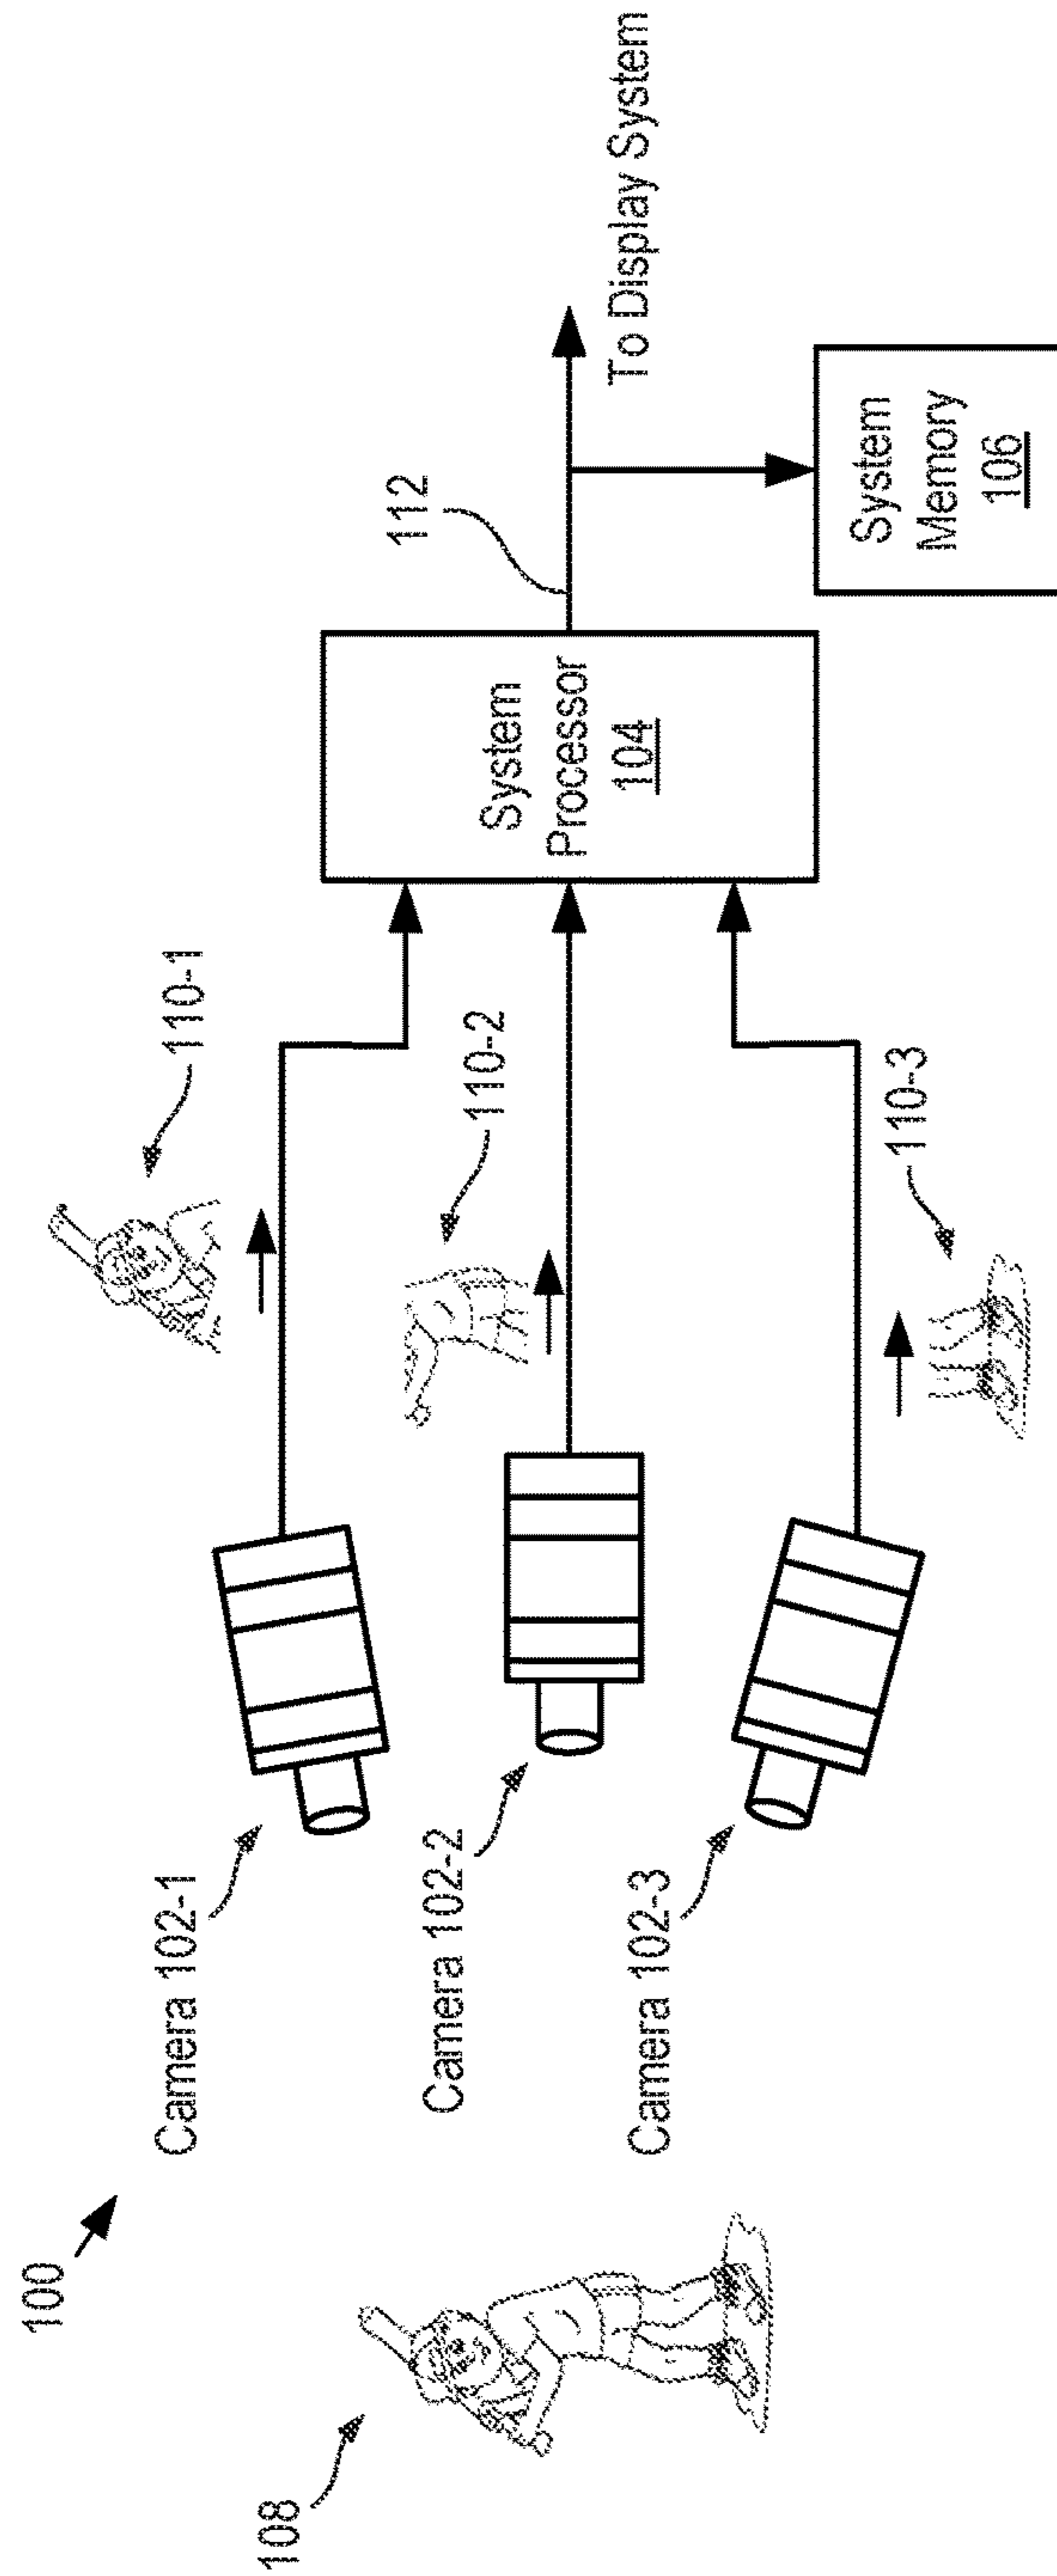 100
108
Camera 102-1
Camera 102-2
Camera 102-3
110-1
110-2
110-3
System
Processor
104
112
To Display System
System
Memory
106